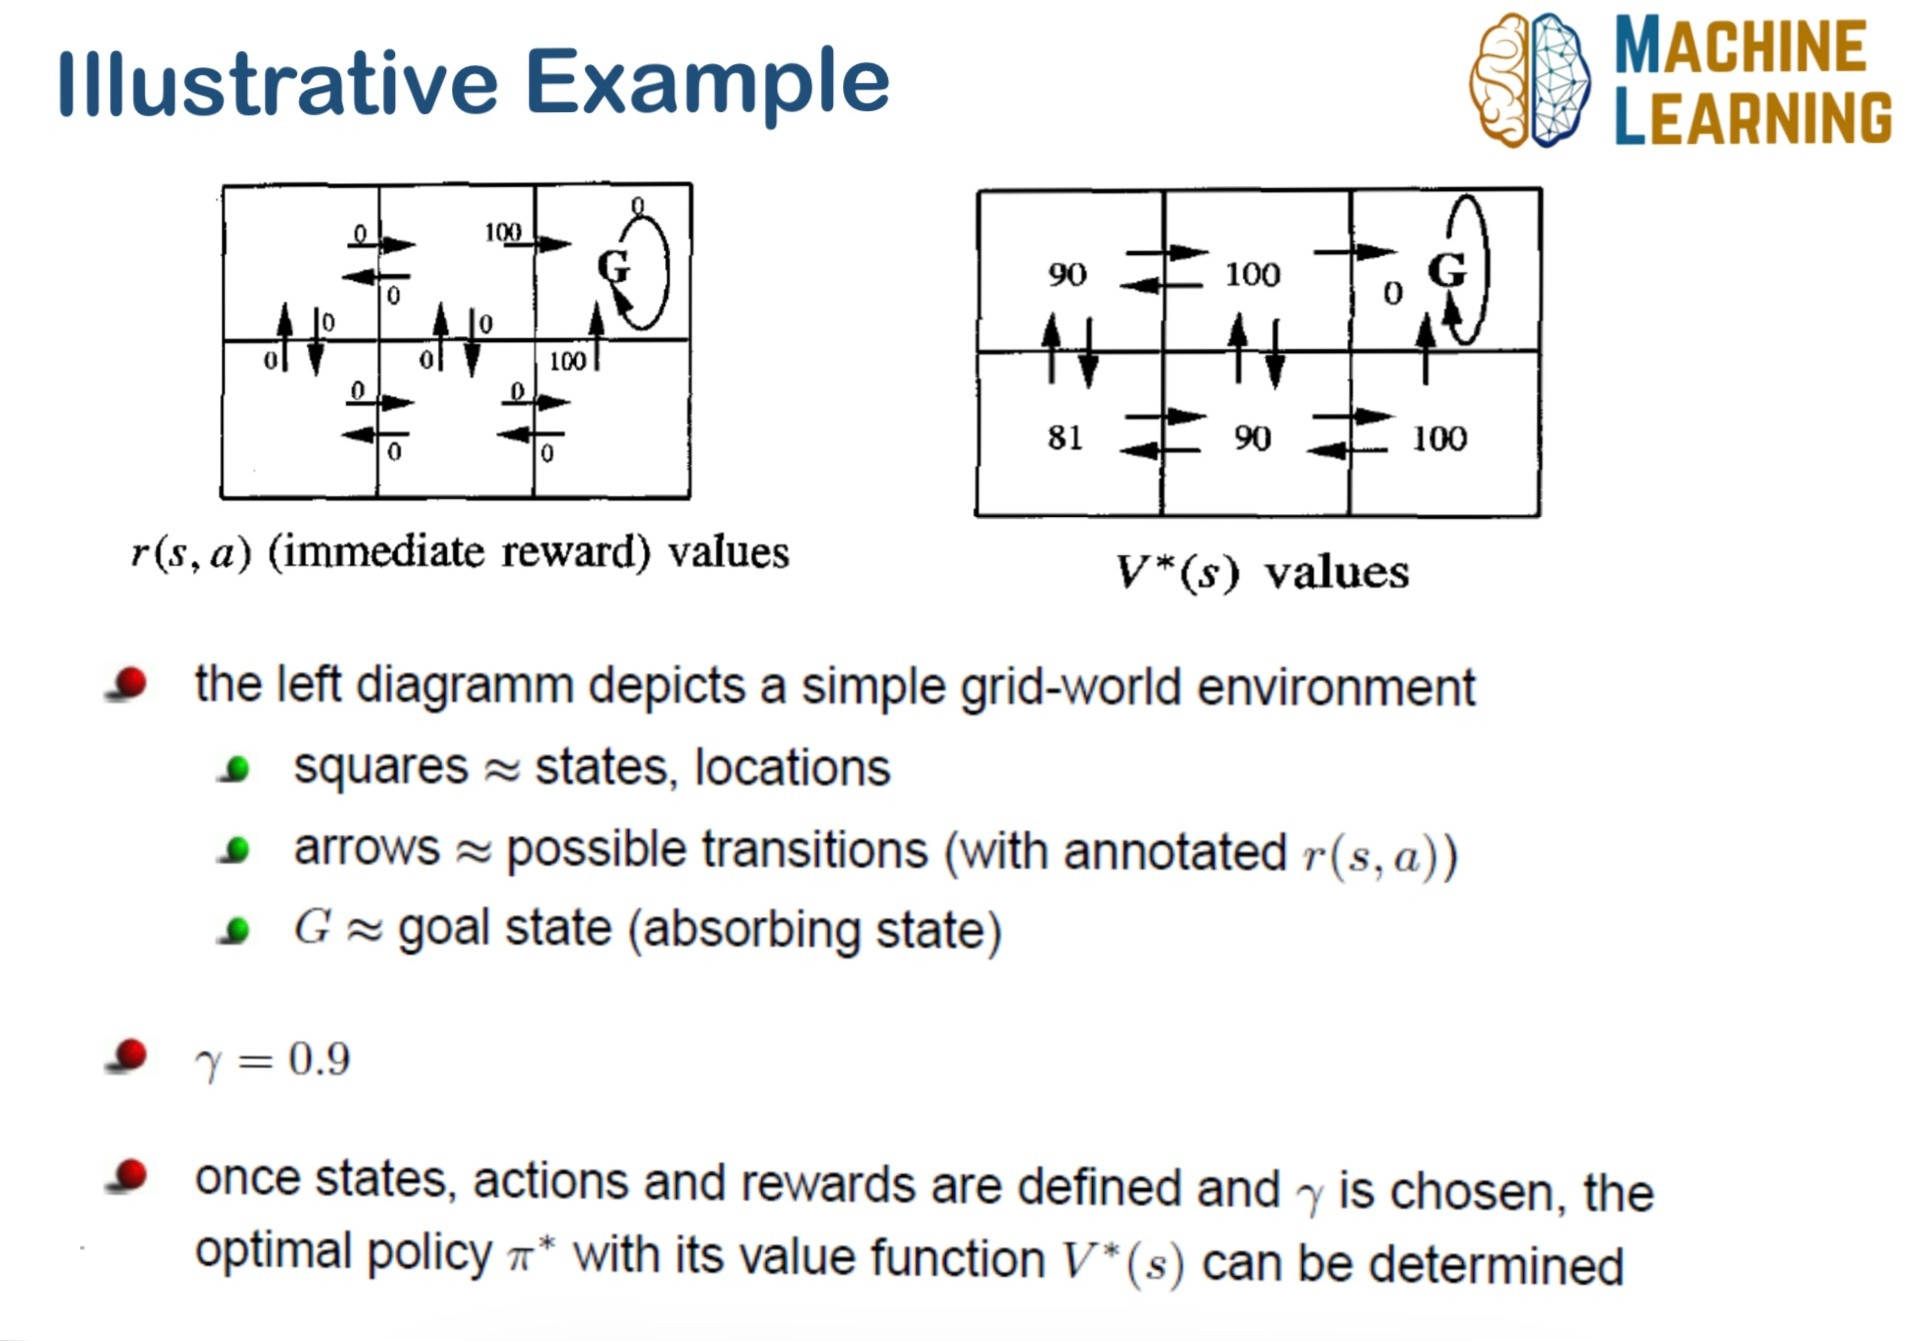 Illustrative Example
MACHINE
LEARNING
0
100
0
G
0
0
0
0
0
100
0
0
0
0
r(s, a) (immediate reward) values
90
100
0
G
81
90
100
V*(s) values
the left diagramm depicts a simple grid-world environment
squares ≈ states, locations
arrows ≈ possible transitions (with annotated r(s, a))
G ≈ goal state (absorbing state)
γ = 0.9
once states, actions and rewards are defined and γ is chosen, the
optimal policy π* with its value function V*(s) can be determined